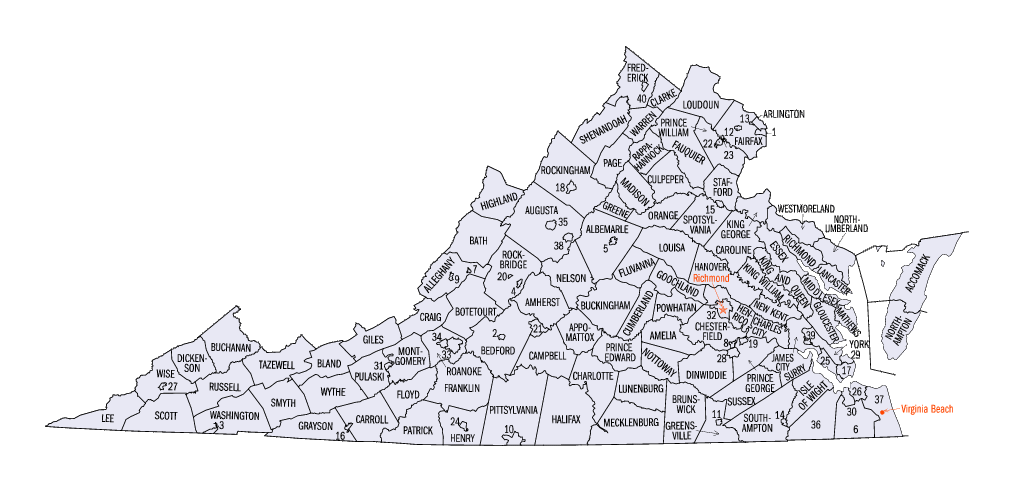 FRED-
ERICK
40
CLARKE
LOUDOUN
WARREN
SHENANDOAH
PRINCE
WILLIAM
13
ARLINGTON
12
1
FAIRFAX
22
23
FAUQUIER
RAPPA-
HANNOCK
PAGE
ROCKINGHAM
18
CULPEPER
MADISON
STAF-
FORD
HIGHLAND
AUGUSTA
35
38
GREENE
ORANGE
15
SPOTSYL-
VANIA
KING
GEORGE
WESTMORELAND
NORTH-
UMBERLAND
ALBEMARLE
5
LOUISA
CAROLINE
ESSEX
RICHMOND
LANCASTER
BATH
ROCK-
BRIDGE
20
4
ALLEGHANY
7
9
NELSON
FLUVANNA
GOOCHLAND
HANOVER
Richmond
KING WILLIAM
KING AND QUEEN
MIDDLESEX
MATHENS
GLOUCESTER
ACCOMACK
NORTH-
AMPTON
AMHERST
BUCKINGHAM
CUMBERLAND
POWHATAN
32
CHESTER-
FIELD
8
HEN-
RICO
CHARLES
CITY
NEW KENT
19
39
YORK
29
BOTETOURT
CRAIG
21
APPO-
MATTOX
AMELIA
28
JAMES
CITY
25
17
BUCHANAN
DICKEN-
SON
WISE
27
TAZEWELL
BLAND
GILES
31
MONT-
GOMERY
34
33
2
BEDFORD
CAMPBELL
PRINCE
EDWARD
NOTTOWAY
DINWIDDIE
PRINCE
GEORGE
SURRY
ISLE
OF WIGHT
26
37
30
Virginia Beach
RUSSELL
SMYTH
WYTHE
PULASKI
FLOYD
ROANOKE
FRANKLIN
CHARLOTTE
LUNENBURG
BRUNS-
WICK
SUSSEX
LEE
SCOTT
WASHINGTON
3
GRAYSON
16
CARROLL
PATRICK
24
HENRY
PITTSYLVANIA
10
HALIFAX
MECKLENBURG
GREENS-
VILLE
11
SOUTH-
AMPTON
14
36
6